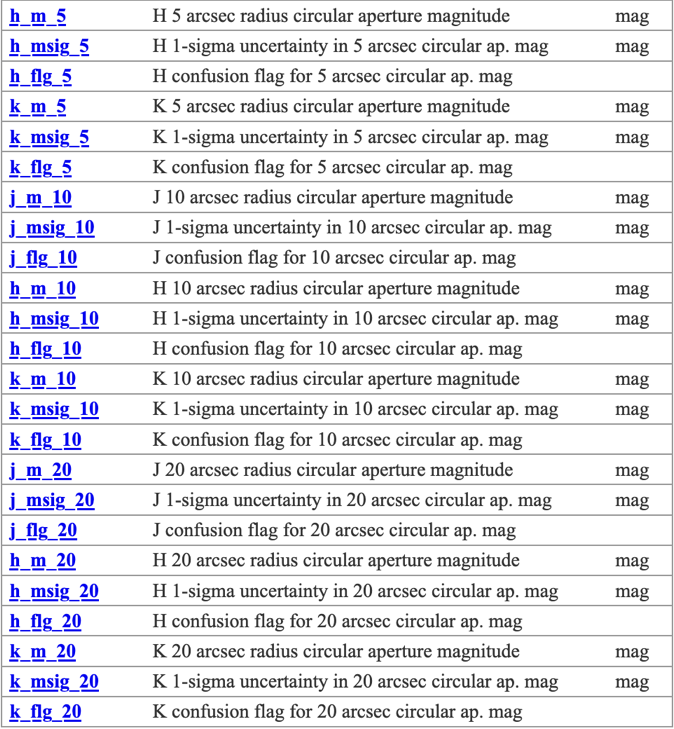 h_m_5 H 5 arcsec radius circular aperture magnitude mag
h_msig_5 H 1-sigma uncertainty in 5 arcsec circular ap. mag mag
h_flg_5 H confusion flag for 5 arcsec circular ap. mag
k_m_5 K 5 arcsec radius circular aperture magnitude mag
k_msig_5 K 1-sigma uncertainty in 5 arcsec circular ap. mag mag
k_flg_5 K confusion flag for 5 arcsec circular ap. mag
j_m_10 J 10 arcsec radius circular aperture magnitude mag
j_msig_10 J 1-sigma uncertainty in 10 arcsec circular ap. mag mag
j_flg_10 J confusion flag for 10 arcsec circular ap. mag
h_m_10 H 10 arcsec radius circular aperture magnitude mag
h_msig_10 H 1-sigma uncertainty in 10 arcsec circular ap. mag mag
h_flg_10 H confusion flag for 10 arcsec circular ap. mag
k_m_10 K 10 arcsec radius circular aperture magnitude mag
k_msig_10 K 1-sigma uncertainty in 10 arcsec circular ap. mag mag
k_flg_10 K confusion flag for 10 arcsec circular ap. mag
j_m_20 J 20 arcsec radius circular aperture magnitude mag
j_msig_20 J 1-sigma uncertainty in 20 arcsec circular ap. mag mag
j_flg_20 J confusion flag for 20 arcsec circular ap. mag
h_m_20 H 20 arcsec radius circular aperture magnitude mag
h_msig_20 H 1-sigma uncertainty in 20 arcsec circular ap. mag mag
h_flg_20 H confusion flag for 20 arcsec circular ap. mag
k_m_20 K 20 arcsec radius circular aperture magnitude mag
k_msig_20 K 1-sigma uncertainty in 20 arcsec circular ap. mag mag
k_flg_20 K confusion flag for 20 arcsec circular ap. mag